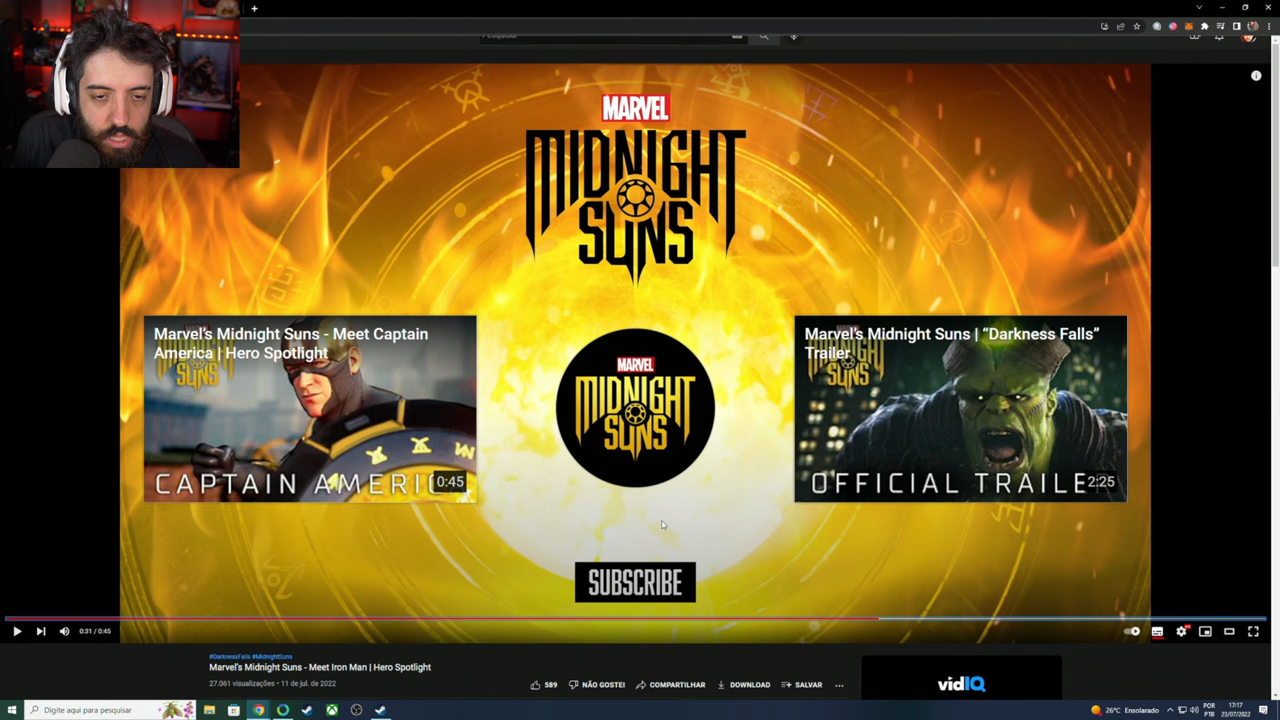 MARVEL
MIDNIGHT
SUNS
Marvel's Midnight Suns - Meet Captain
America | Hero Spotlight
CAPTAIN AMERIC
0:45
MARVEL
MIDNIGHT
SUNS
Marvel's Midnight Suns | “Darkness Falls”
Trailer
OFFICIAL TRAILE
2:25
SUBSCRIBE
0:31 / 0:45
#DarknessFalls #MidnightSuns
Marvel's Midnight Suns - Meet Iron Man | Hero Spotlight
27.061 visualizações • 11 de jul. de 2022
589
NÃO GOSTEI
COMPARTILHAR
DOWNLOAD
SALVAR
vidIQ
Digite aqui para pesquisar
26°C Ensolarado
POR
PTB
17:17
23/07/2022